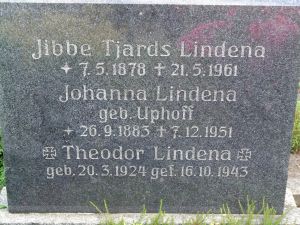 Jibbe Tjards Lindena
✶ 7.5.1878 ✝ 21.5.1961
Johanna Lindena
geb. Uphoff
✶ 26.9.1883 ✝ 7.12.1951
✠ Theodor Lindena ✠
geb. 20.3.1924 gef. 16.10.1943